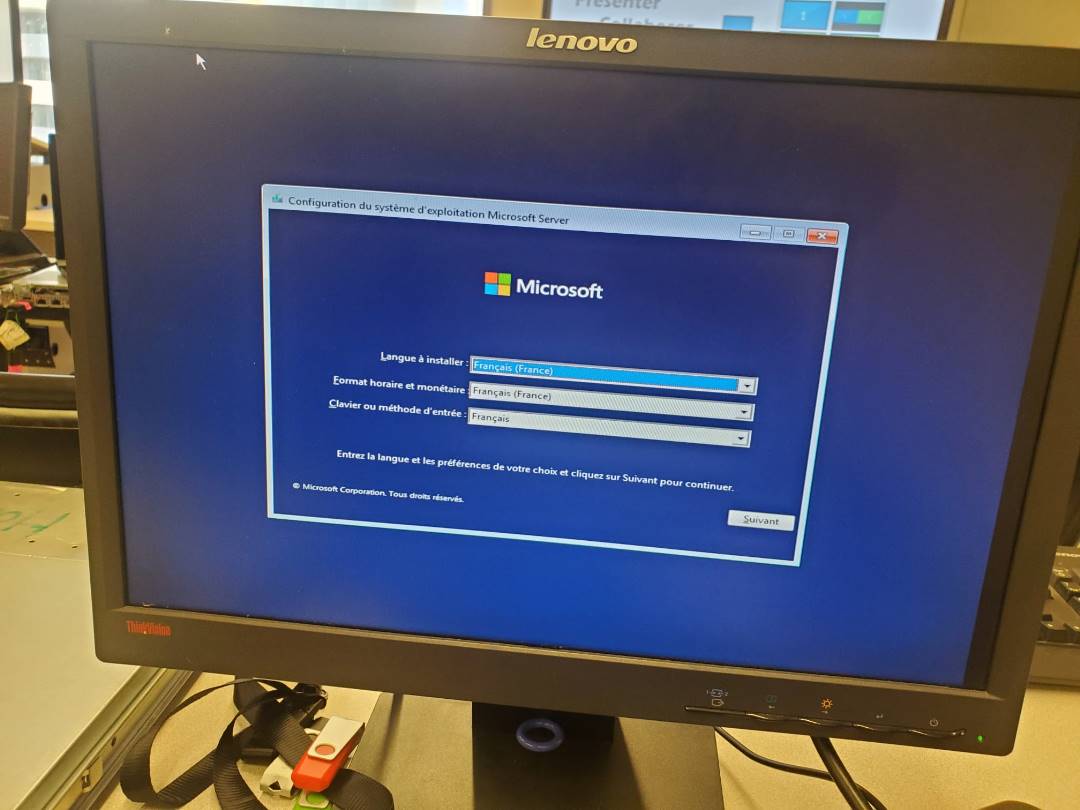 Présenter
Collaborer
lenovo
Configuration du système d'exploitation Microsoft Server
Microsoft
Langue à installer :
Français (France)
Format horaire et monétaire :
Français (France)
Clavier ou méthode d'entrée :
Français
Entrez la langue et les préférences de votre choix et cliquez sur Suivant pour continuer.
© Microsoft Corporation. Tous droits réservés.
Suivant
ThinkVision